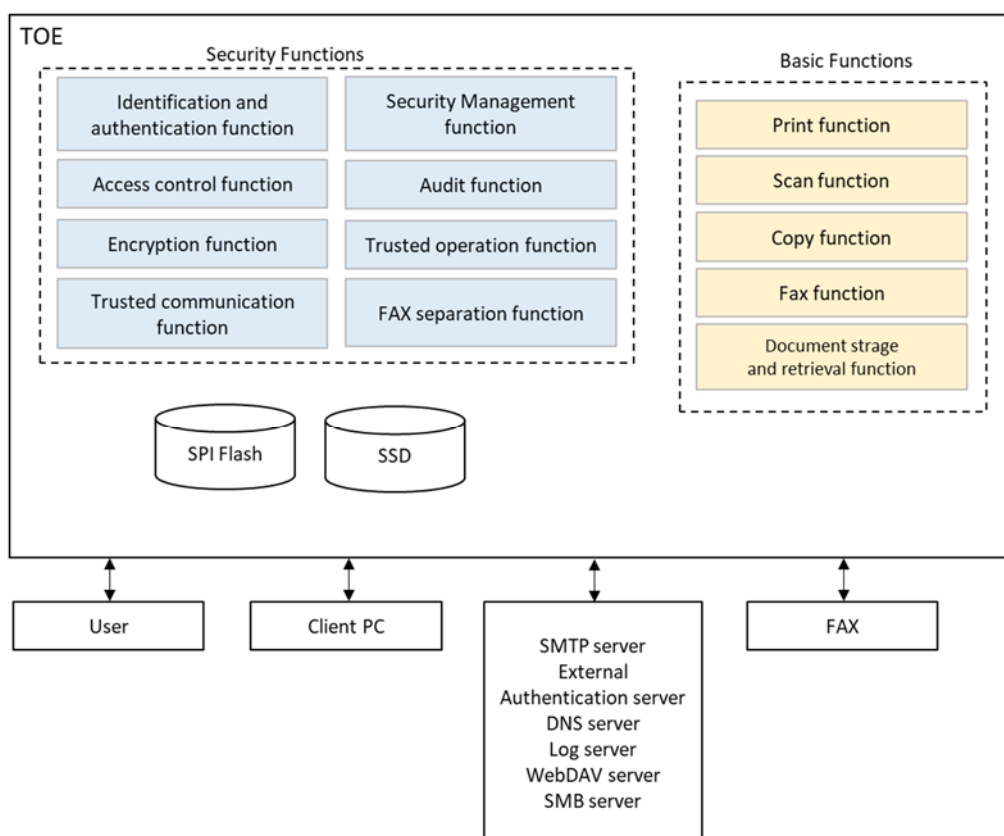 TOE
Security Functions
Identification and
authentication function
Security Management
function
Access control function
Audit function
Encryption function
Trusted operation function
Trusted communication
function
FAX separation function
Basic Functions
Print function
Scan function
Copy function
Fax function
Document strage
and retrieval function
SPI Flash
SSD
User
Client PC
SMTP server
External
Authentication server
DNS server
Log server
WebDAV server
SMB server
FAX